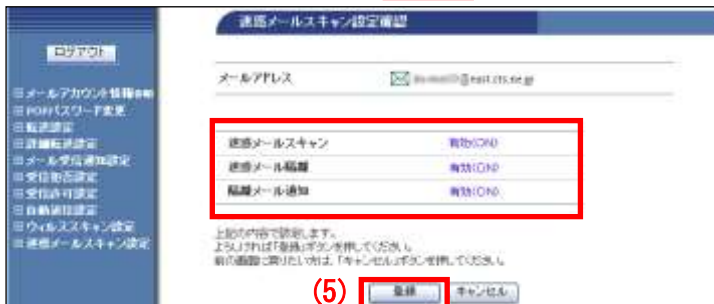 迷惑メールスキャン設定確認
ログアウト
メールアドレス
メールアカウント情報
POPパスワード変更
転送設定
詳細転送設定
メール受信通知設定
受信拒否設定
受信許可設定
自動返信設定
ウィルススキャン設定
迷惑メールスキャン設定
迷惑メールスキャン 有効(ON)
迷惑メール隔離 有効(ON)
隔離メール通知 有効(ON)
上記の内容で設定します。
よろしければ「登録」ボタンを押してください。
前の画面に戻りたい方は、「キャンセル」ボタンを押してください。
(5) 登録 キャンセル